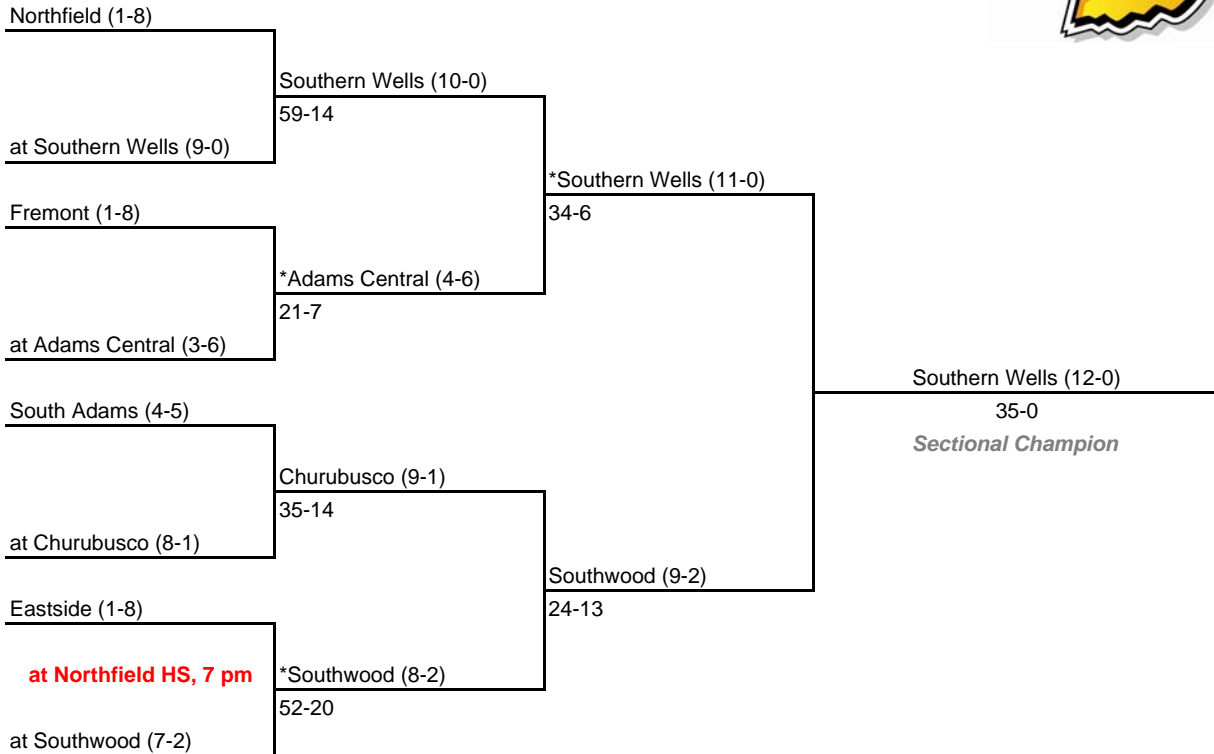 Northfield (1-8)
Southern Wells (10-0)
59-14
at Southern Wells (9-0)
*Southern Wells (11-0)
34-6
Fremont (1-8)
*Adams Central (4-6)
21-7
at Adams Central (3-6)
Southern Wells (12-0)
35-0
Sectional Champion
South Adams (4-5)
Churubusco (9-1)
35-14
at Churubusco (8-1)
Southwood (9-2)
24-13
Eastside (1-8)
at Northfield HS, 7 pm
*Southwood (8-2)
52-20
at Southwood (7-2)